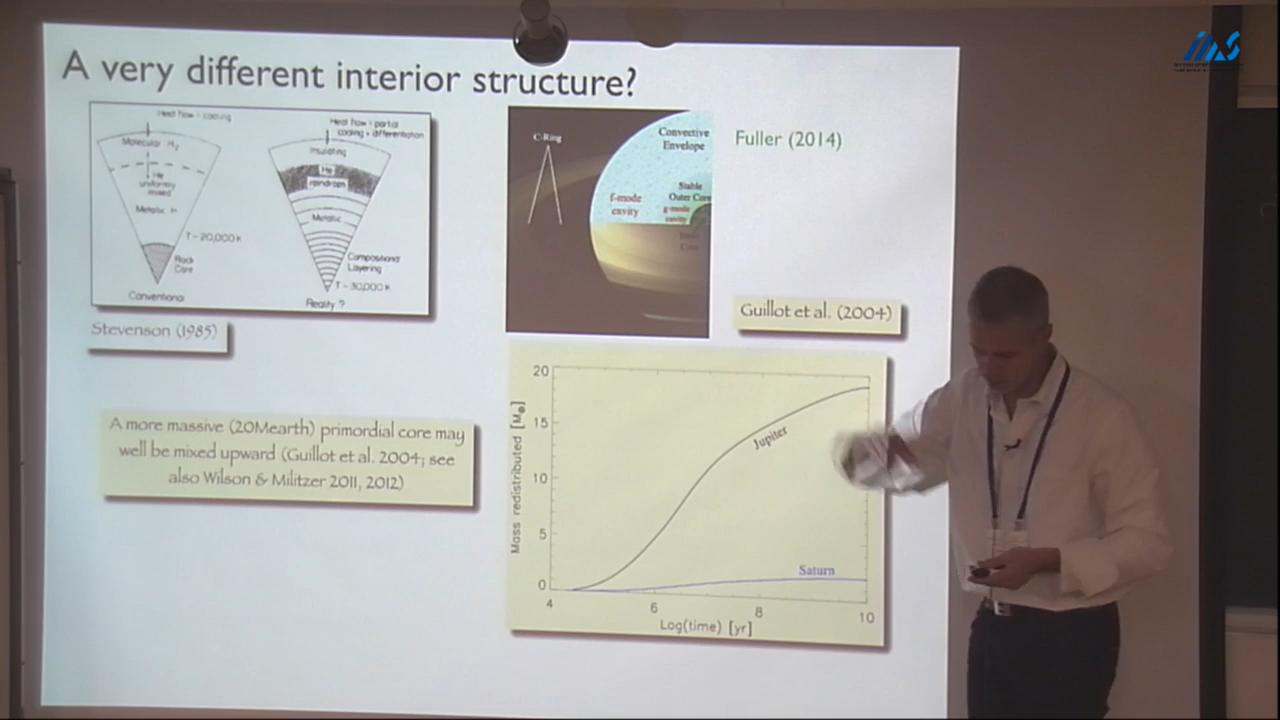 A very different interior structure?
Heat flow = cooling
Molecular H₂
He
uniformly
mixed
Metallic H
T~20,000 K
Rock
Core
Conventional
Heat flow = partial
cooling + differentiation
Insulating
He
raindrops
Metallic
Compositional
Layering
T~30,000 K
Reality ?
Stevenson (1985)
C-Ring
Convective
Envelope
Stable
Outer Core
f-mode
cavity
g-mode
cavity
Core
Fuller (2014)
Guillot et al. (2004)
A more massive (20Mearth) primordial core may
well be mixed upward (Guillot et al. 2004; see
also Wilson & Militzer 2011, 2012)
Mass redistributed [M⊕]
20
15
10
5
0
Jupiter
Saturn
4
6
8
10
Log(time) [yr]